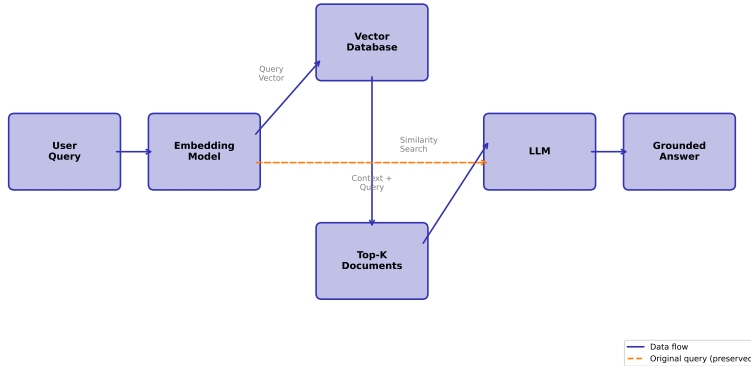 Vector
Database
Query
Vector
User
Query
Embedding
Model
Similarity
Search
LLM
Grounded
Answer
Context +
Query
Top-K
Documents
Data flow
Original query (preserved